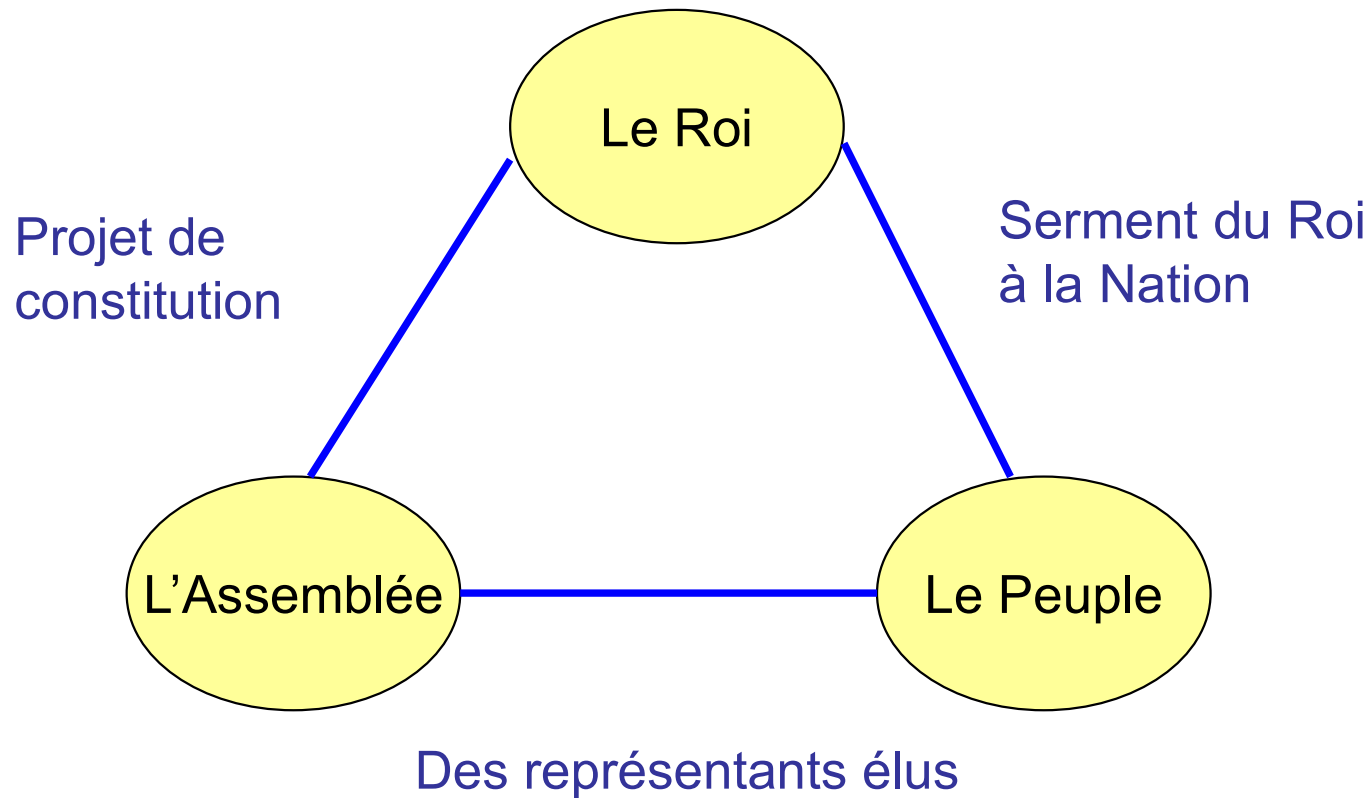 Le Roi
Projet de
constitution
Serment du Roi
à la Nation
L’Assemblée
Le Peuple
Des représentants élus